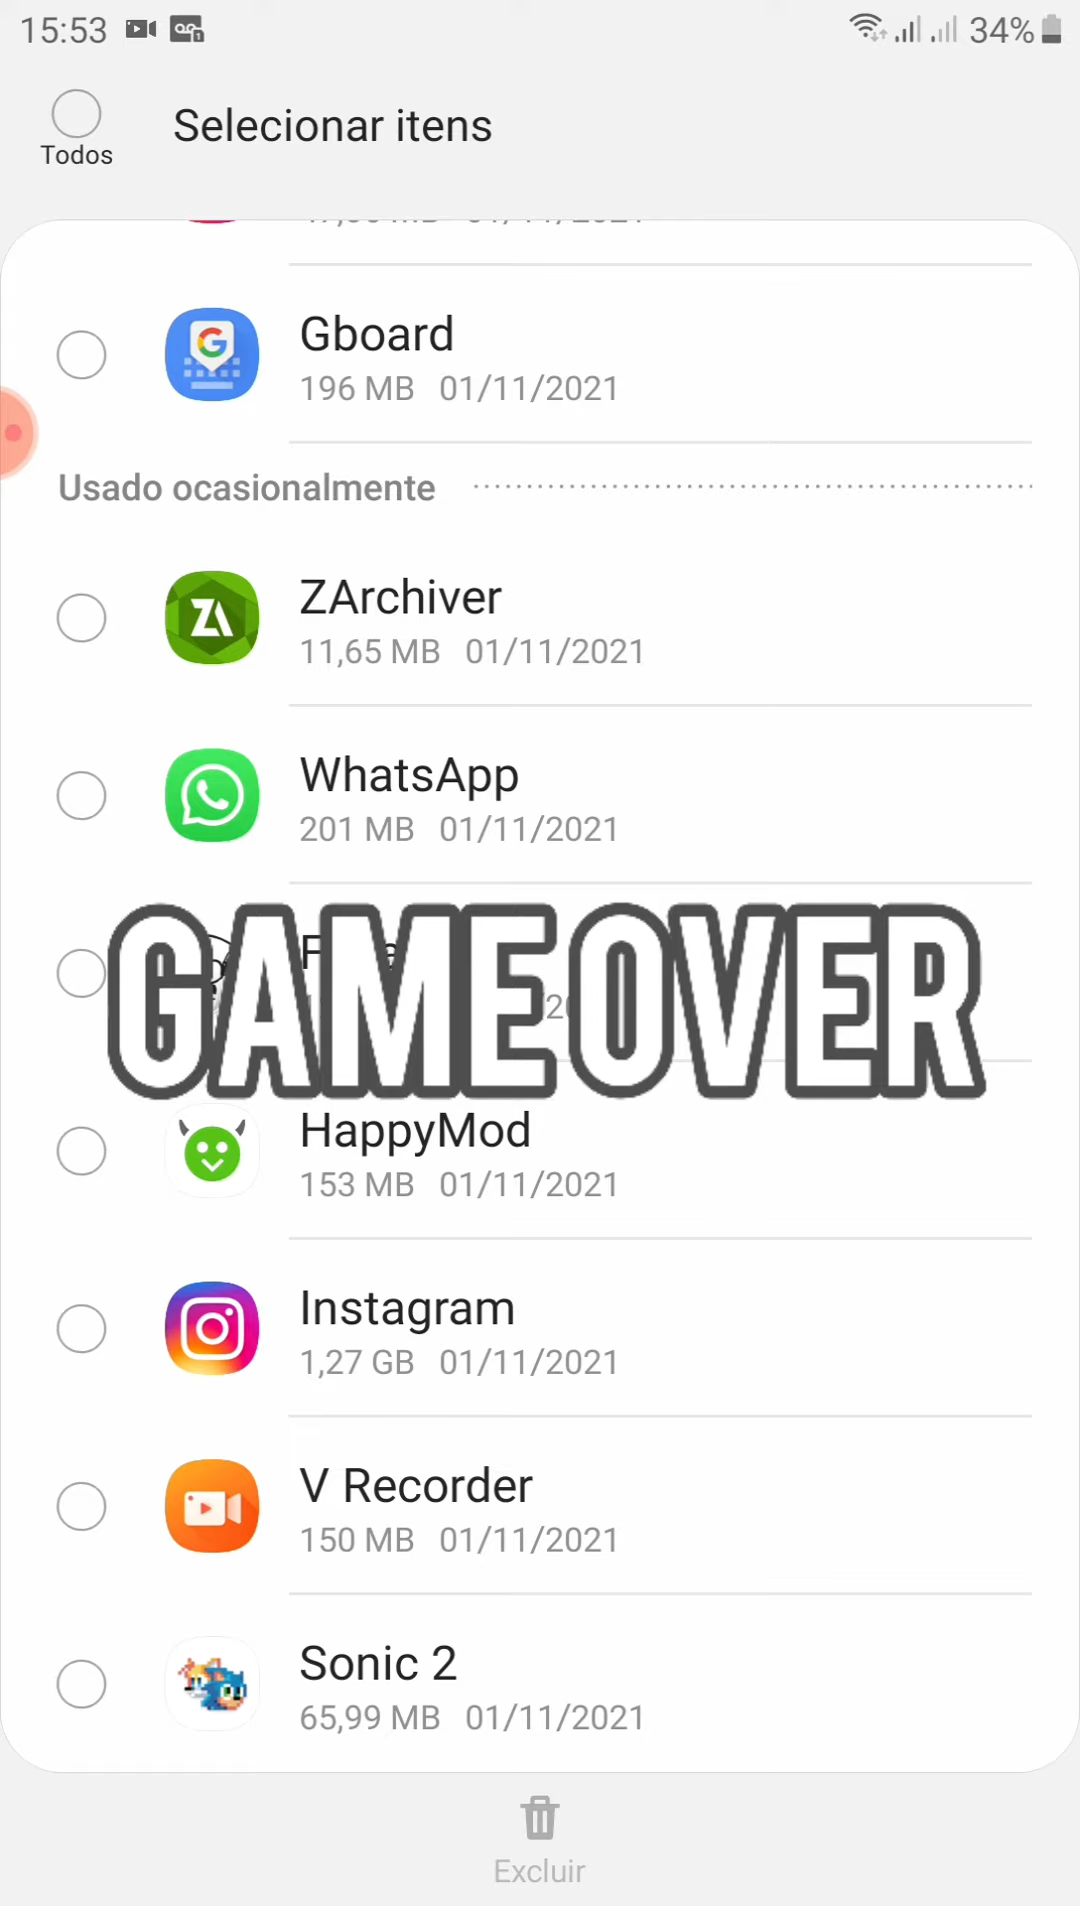 15:53
34%
Todos
Selecionar itens
01/11/2021
Gboard
196 MB 01/11/2021
Usado ocasionalmente
ZArchiver
11,65 MB 01/11/2021
WhatsApp
201 MB 01/11/2021
GAME OVER
HappyMod
153 MB 01/11/2021
Instagram
1,27 GB 01/11/2021
V Recorder
150 MB 01/11/2021
Sonic 2
65,99 MB 01/11/2021
Excluir